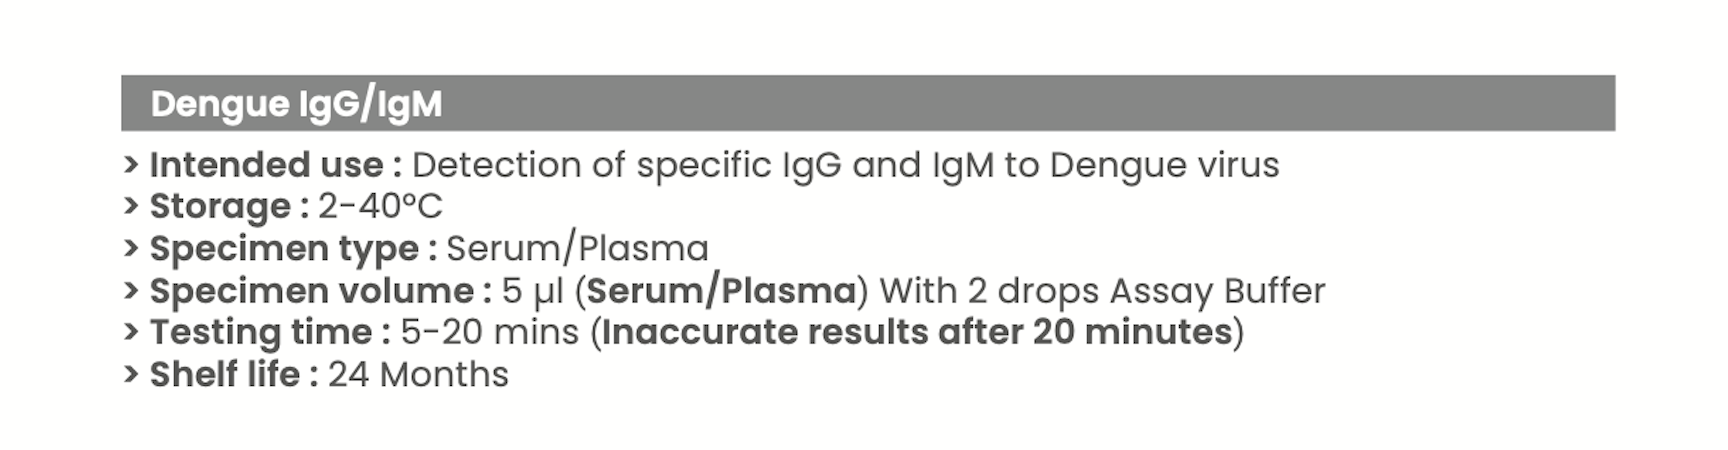 Dengue IgG/IgM
> Intended use : Detection of specific IgG and IgM to Dengue virus
> Storage : 2-40°C
> Specimen type : Serum/Plasma
> Specimen volume : 5 µl (Serum/Plasma) With 2 drops Assay Buffer
> Testing time : 5-20 mins (Inaccurate results after 20 minutes)
> Shelf life : 24 Months